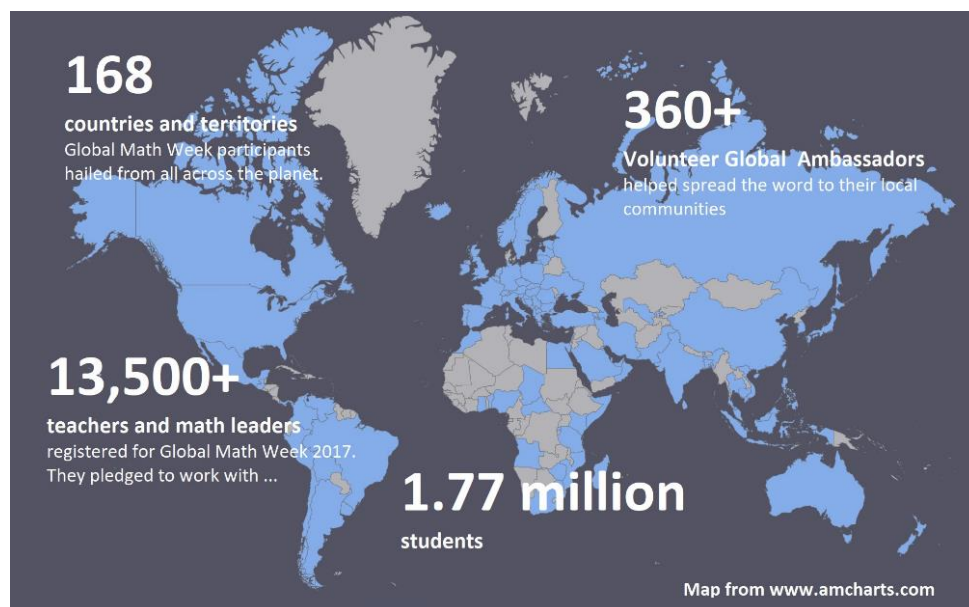 168
countries and territories
Global Math Week participants
hailed from all across the planet.
360+
Volunteer Global Ambassadors
helped spread the word to their local
communities
13,500+
teachers and math leaders
registered for Global Math Week 2017.
They pledged to work with ...
1.77 million
students
Map from www.amcharts.com